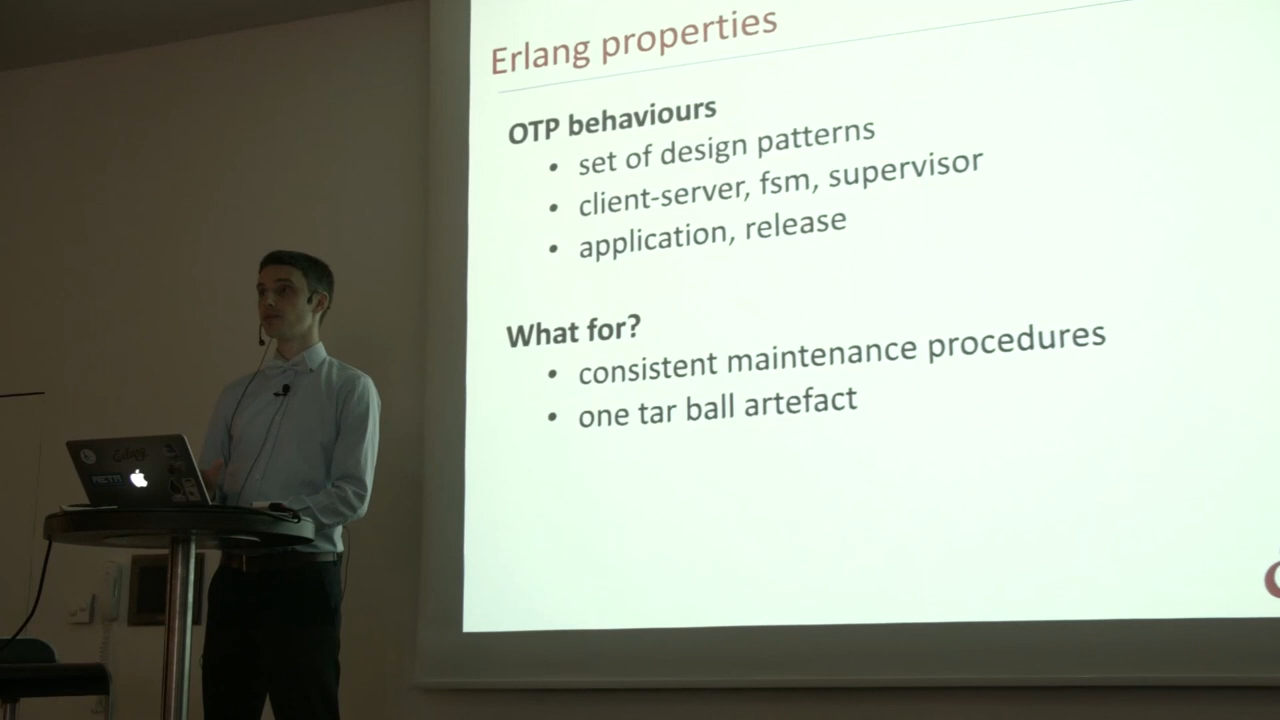 Erlang properties
OTP behaviours
• set of design patterns
• client-server, fsm, supervisor
• application, release
What for?
• consistent maintenance procedures
• one tar ball artefact